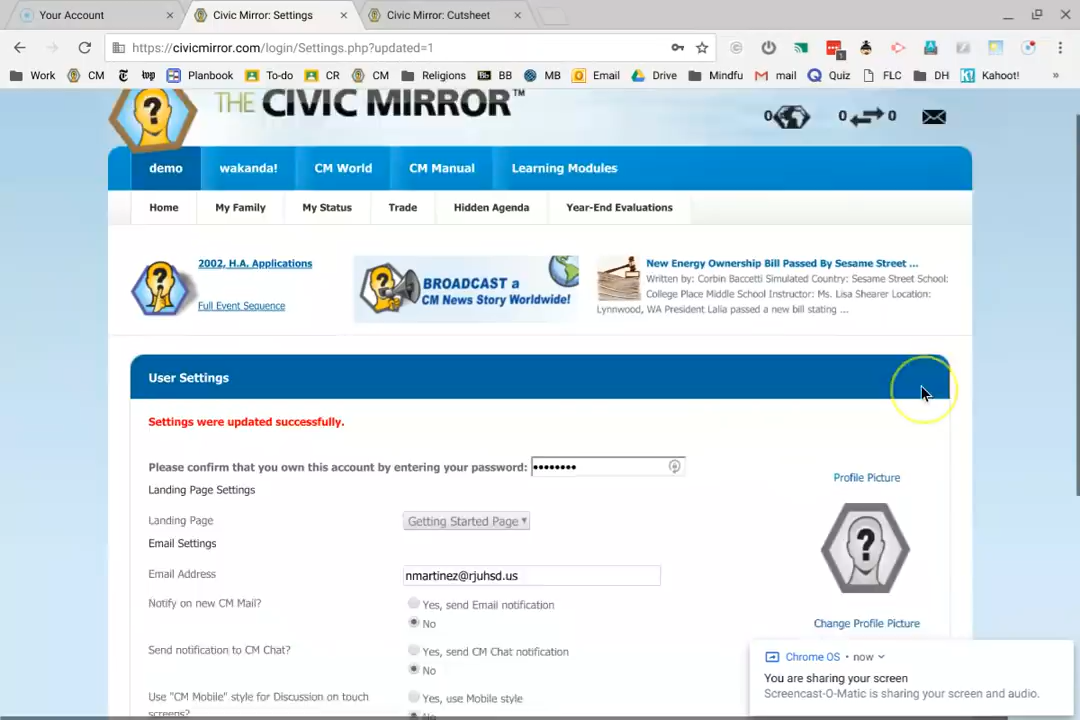 Your Account
Civic Mirror: Settings
Civic Mirror: Cutsheet
https://civicmirror.com/login/Settings.php?updated=1
Work CM Planbook To-do CR CM Religions BB MB Email Drive Mindfu mail Quiz FLC DH Kahoot! »
THE CIVIC MIRROR™
0 0 0
demo wakanda! CM World CM Manual Learning Modules
Home My Family My Status Trade Hidden Agenda Year-End Evaluations
2002, H.A. Applications
Full Event Sequence
BROADCAST a
CM News Story Worldwide!
New Energy Ownership Bill Passed By Sesame Street ...
Written by: Corbin Baccetti Simulated Country: Sesame Street School:
College Place Middle School Instructor: Ms. Lisa Shearer Location:
Lynnwood, WA President Lalia passed a new bill stating ...
User Settings
Settings were updated successfully.
Please confirm that you own this account by entering your password: ••••••••
Landing Page Settings
Profile Picture
Landing Page Getting Started Page
Email Settings
Email Address nmartinez@rjuhsd.us
Notify on new CM Mail? Yes, send Email notification
No
Change Profile Picture
Send notification to CM Chat? Yes, send CM Chat notification
No
Use "CM Mobile" style for Discussion on touch
screens?
Yes, use Mobile style
No
Chrome OS • now
You are sharing your screen
Screencast-O-Matic is sharing your screen and audio.